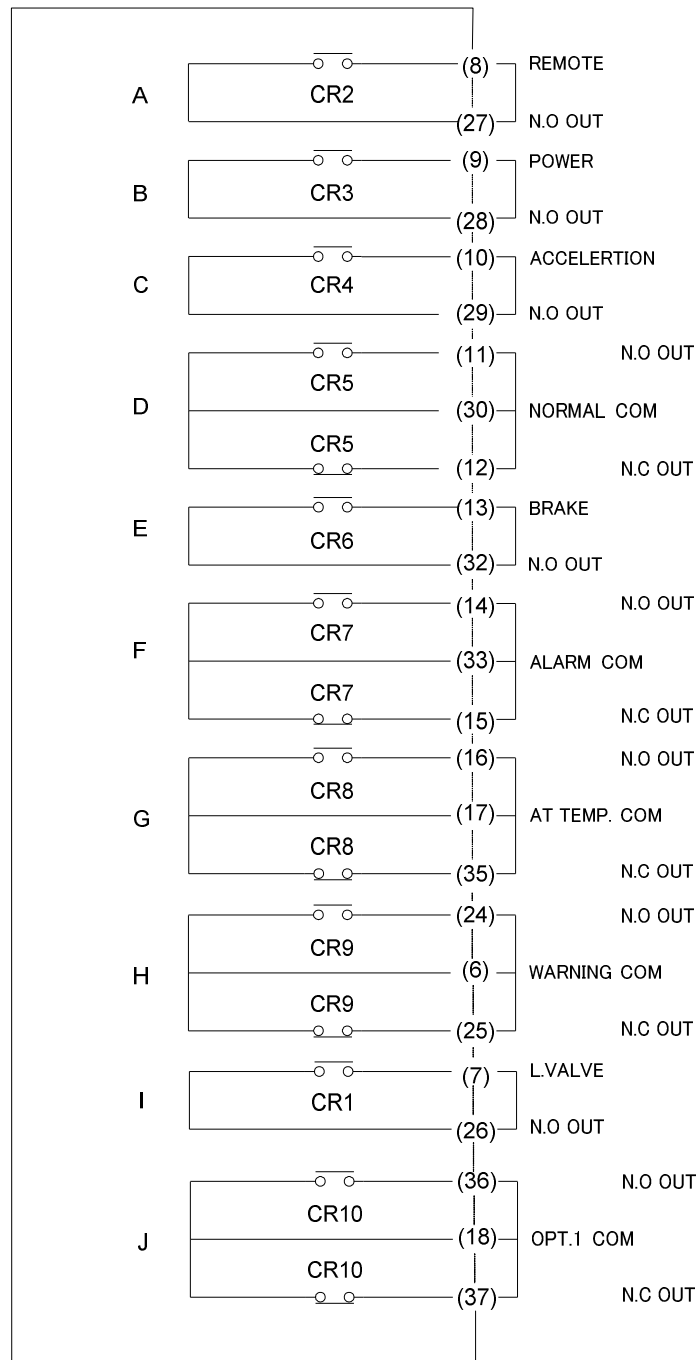 (8) REMOTE
A CR2
(27) N.O OUT
(9) POWER
B CR3
(28) N.O OUT
(10) ACCELERTION
C CR4
(29) N.O OUT
(11) N.O OUT
CR5
D (30) NORMAL COM
CR5
(12) N.C OUT
(13) BRAKE
E CR6
(32) N.O OUT
(14) N.O OUT
CR7
F (33) ALARM COM
CR7
(15) N.C OUT
(16) N.O OUT
CR8
G (17) AT TEMP. COM
CR8
(35) N.C OUT
(24) N.O OUT
CR9
H (6) WARNING COM
CR9
(25) N.C OUT
(7) L.VALVE
I CR1
(26) N.O OUT
(36) N.O OUT
CR10
J (18) OPT.1 COM
CR10
(37) N.C OUT